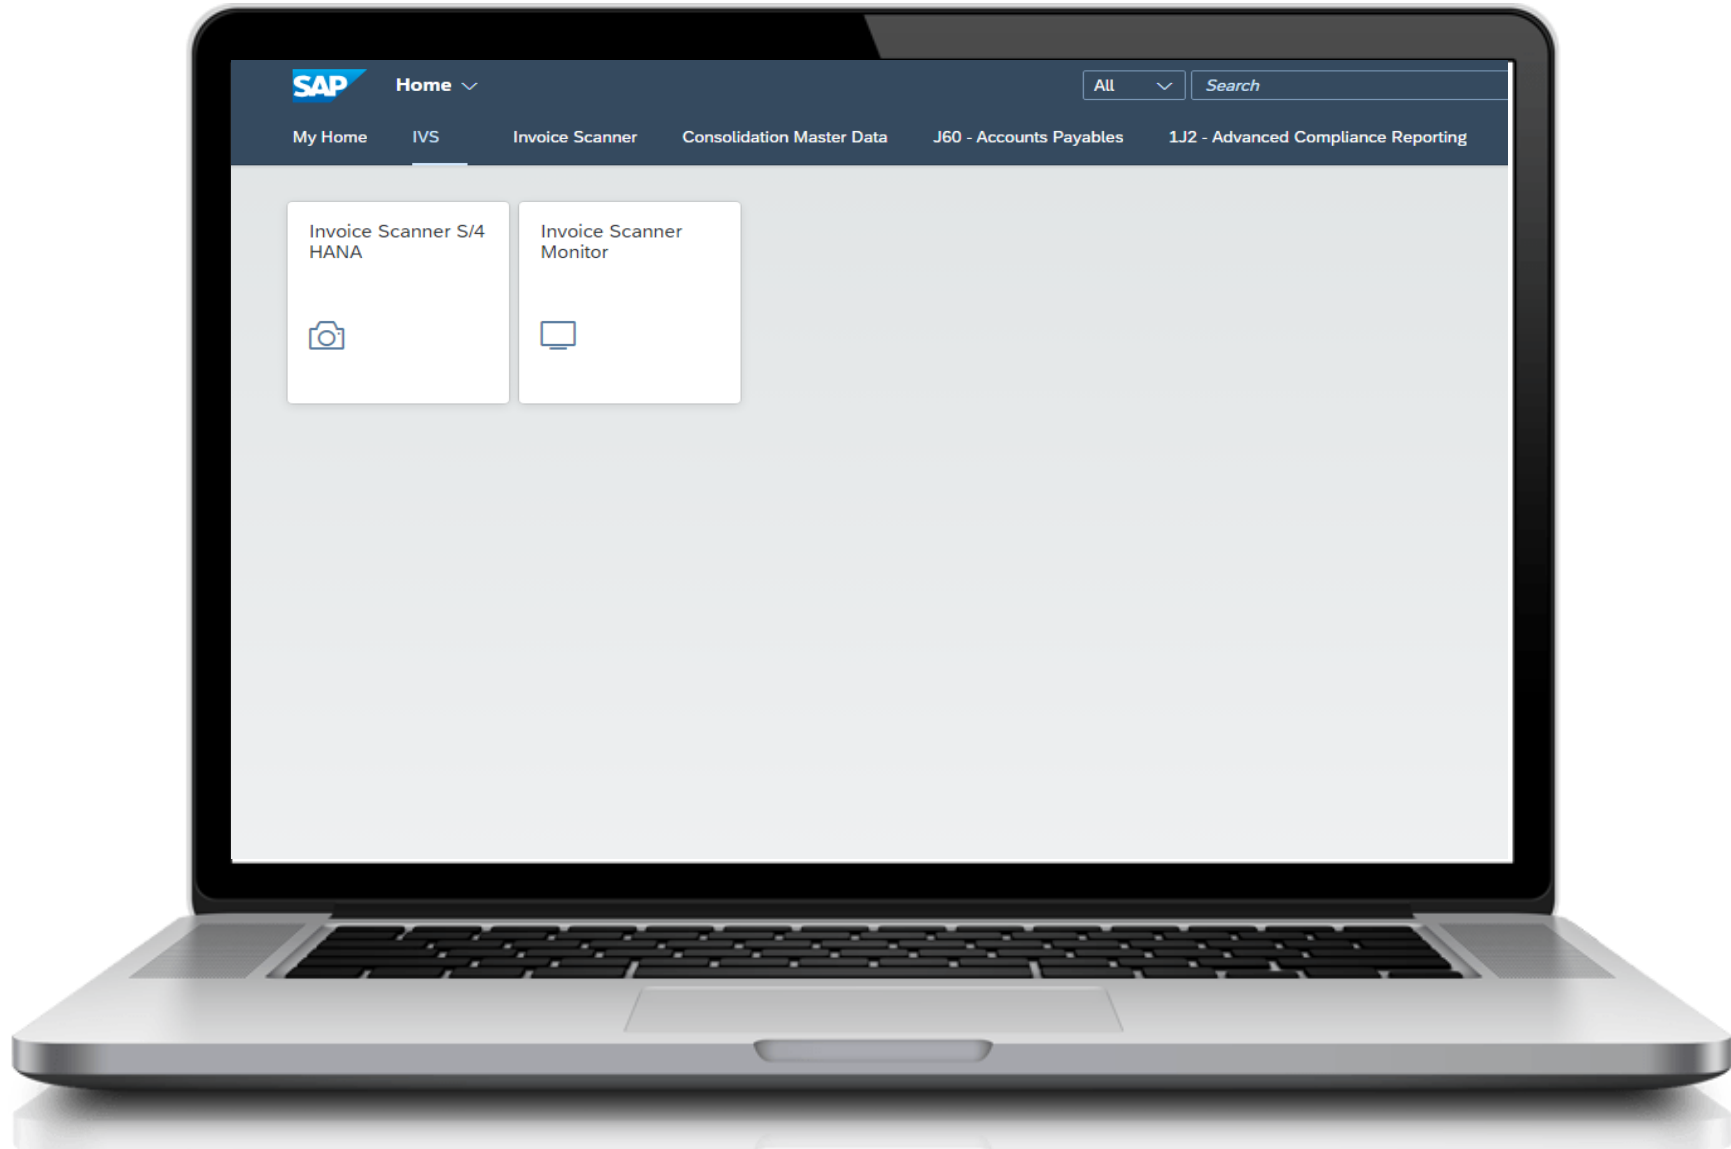 SAP Home
All Search
My Home IVS Invoice Scanner Consolidation Master Data J60 - Accounts Payables 1J2 - Advanced Compliance Reporting
Invoice Scanner S/4
HANA
Invoice Scanner
Monitor